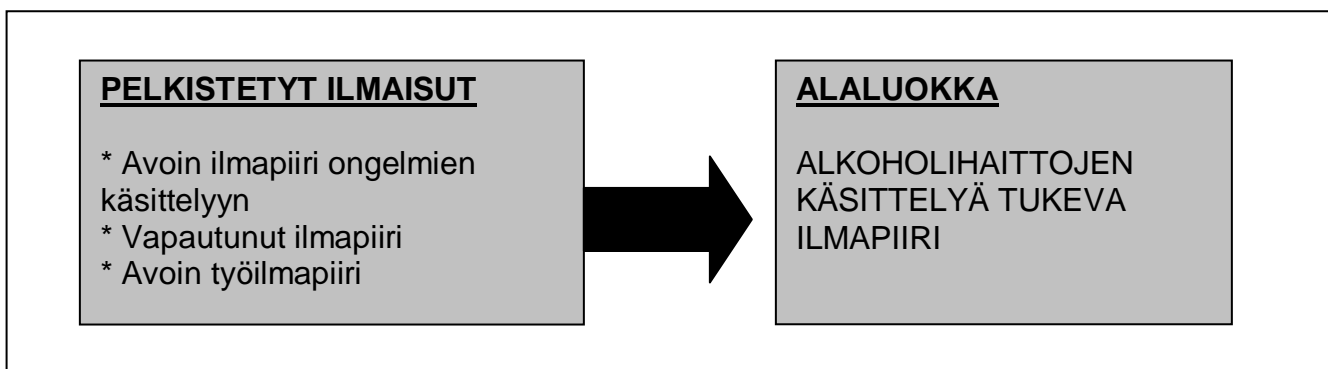 PELKISTETYT ILMAISUT
* Avoin ilmapiiri ongelmien
käsittelyyn
* Vapautunut ilmapiiri
* Avoin työilmapiiri
ALALUOKKA
ALKOHOLIHAITTOJEN
KÄSITTELYÄ TUKEVA
ILMAPIIRI